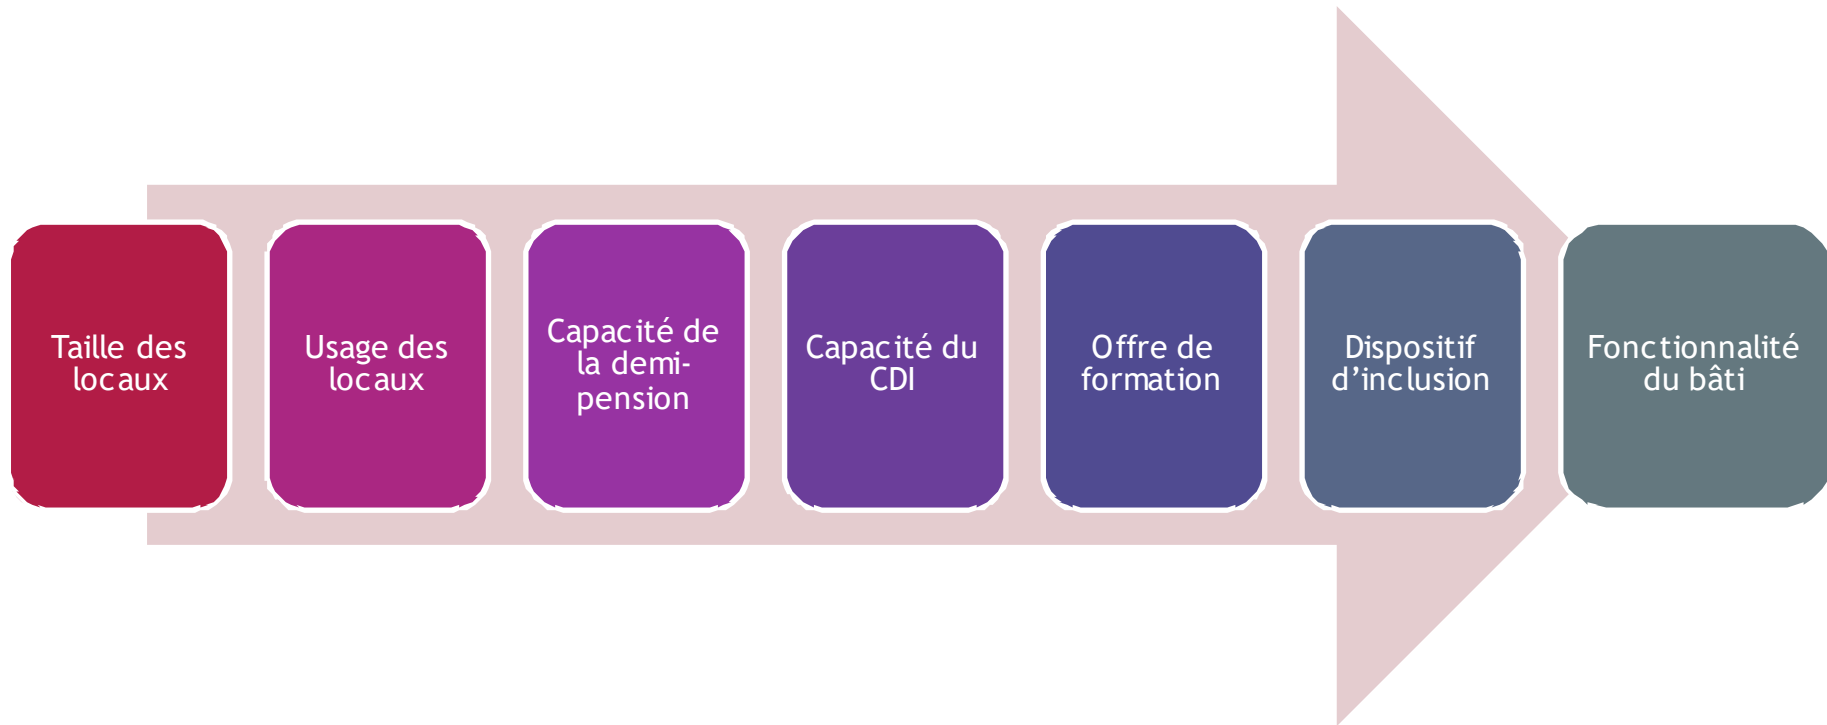 Taille des
locaux
Usage des
locaux
Capacité de
la demi-
pension
Capacité du
CDI
Offre de
formation
Dispositif
d’inclusion
Fonctionnalité
du bâti